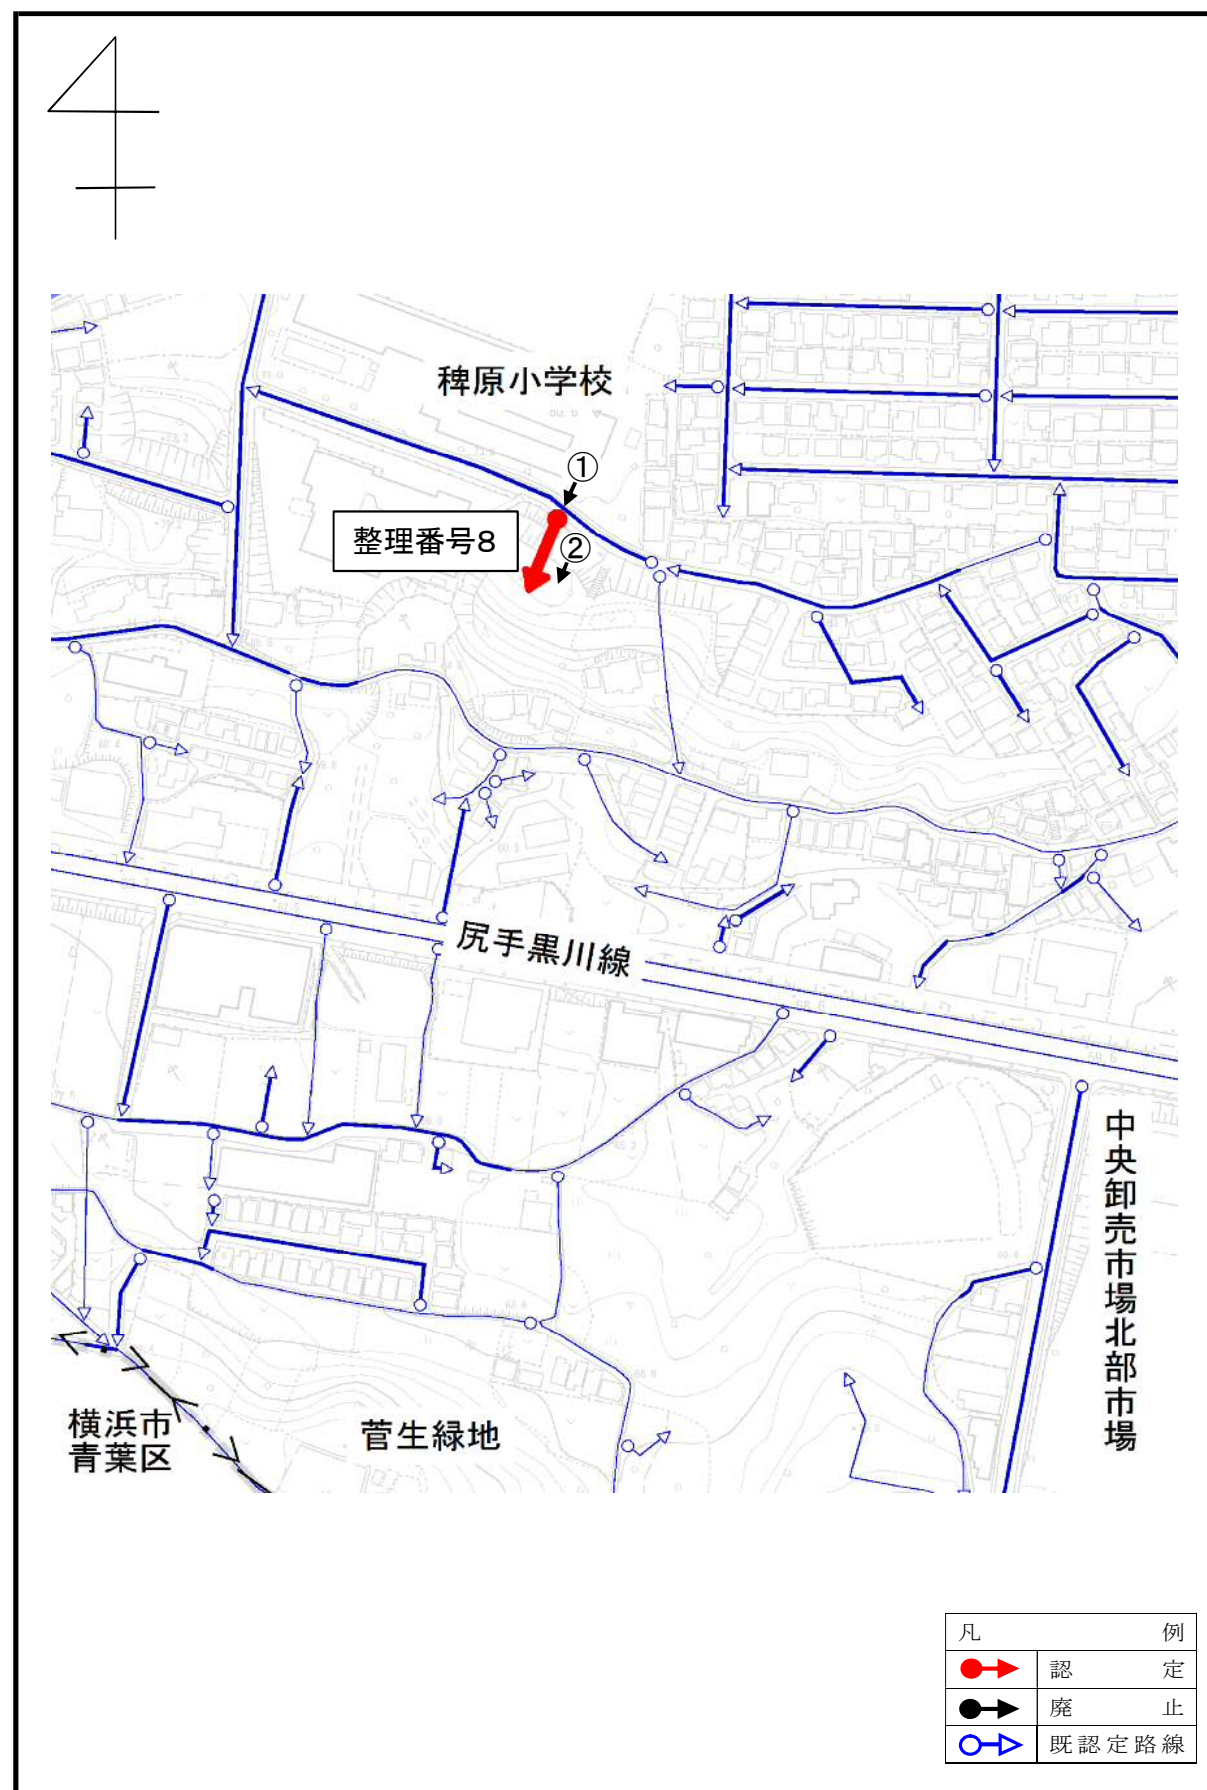 稗原小学校
①
整理番号8
②
尻手黒川線
中央卸売市場北部市場
横浜市
青葉区
菅生緑地
凡例
認定
廃止
既認定路線